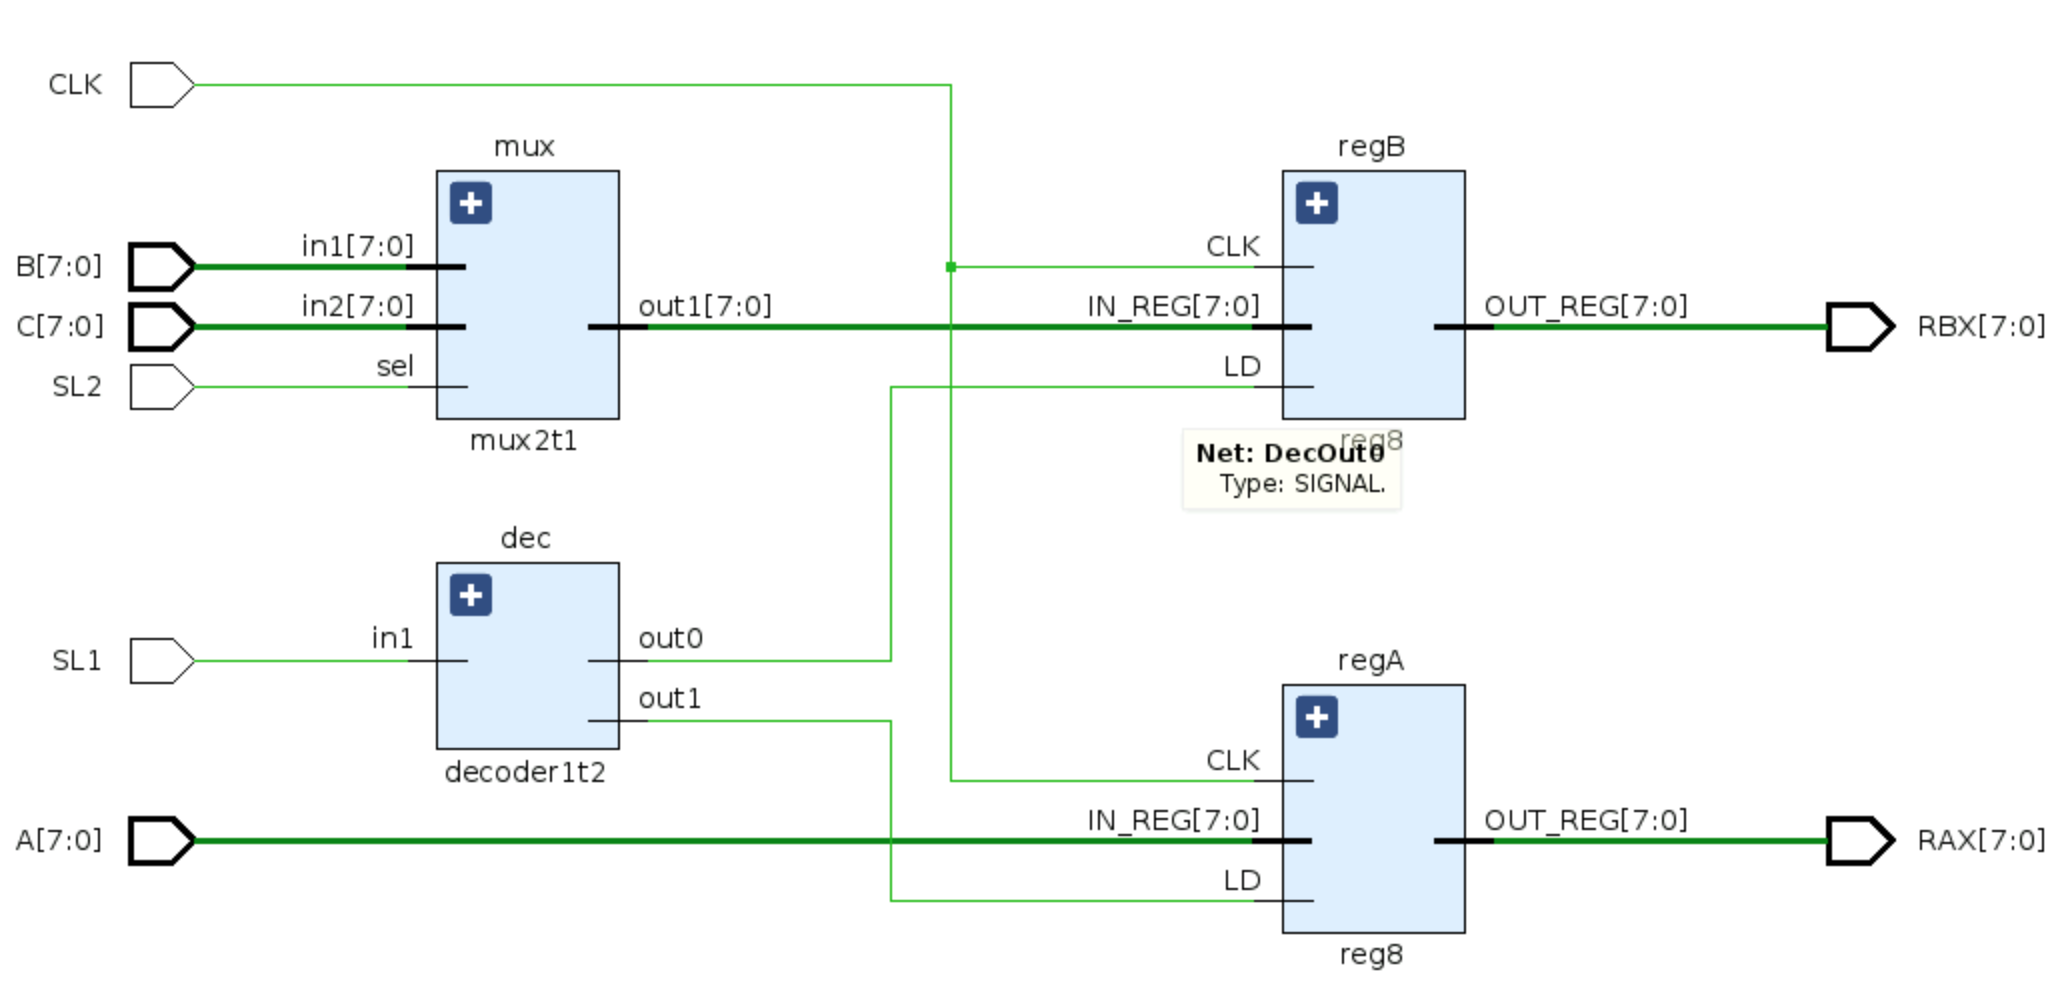 CLK
mux
regB
in1[7:0]
CLK
B[7:0]
in2[7:0]
out1[7:0]
IN_REG[7:0]
OUT_REG[7:0]
C[7:0]
RBX[7:0]
sel
LD
SL2
mux2t1
reg8
Net: DecOut0
Type: SIGNAL.
dec
in1
out0
SL1
regA
out1
decoder1t2
CLK
IN_REG[7:0]
OUT_REG[7:0]
A[7:0]
RAX[7:0]
LD
reg8